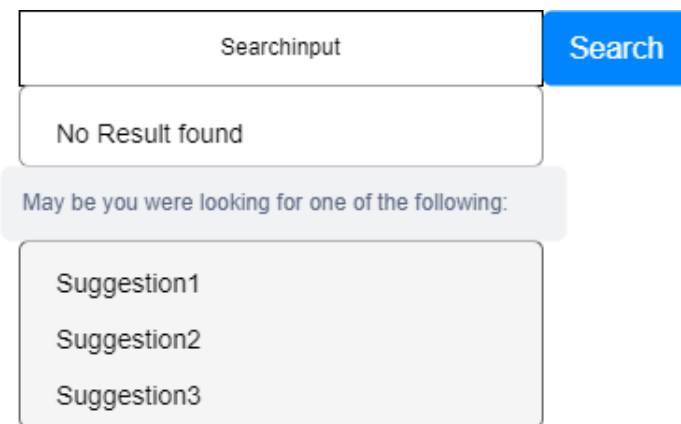 Searchinput
Search
No Result found
May be you were looking for one of the following:
Suggestion1
Suggestion2
Suggestion3